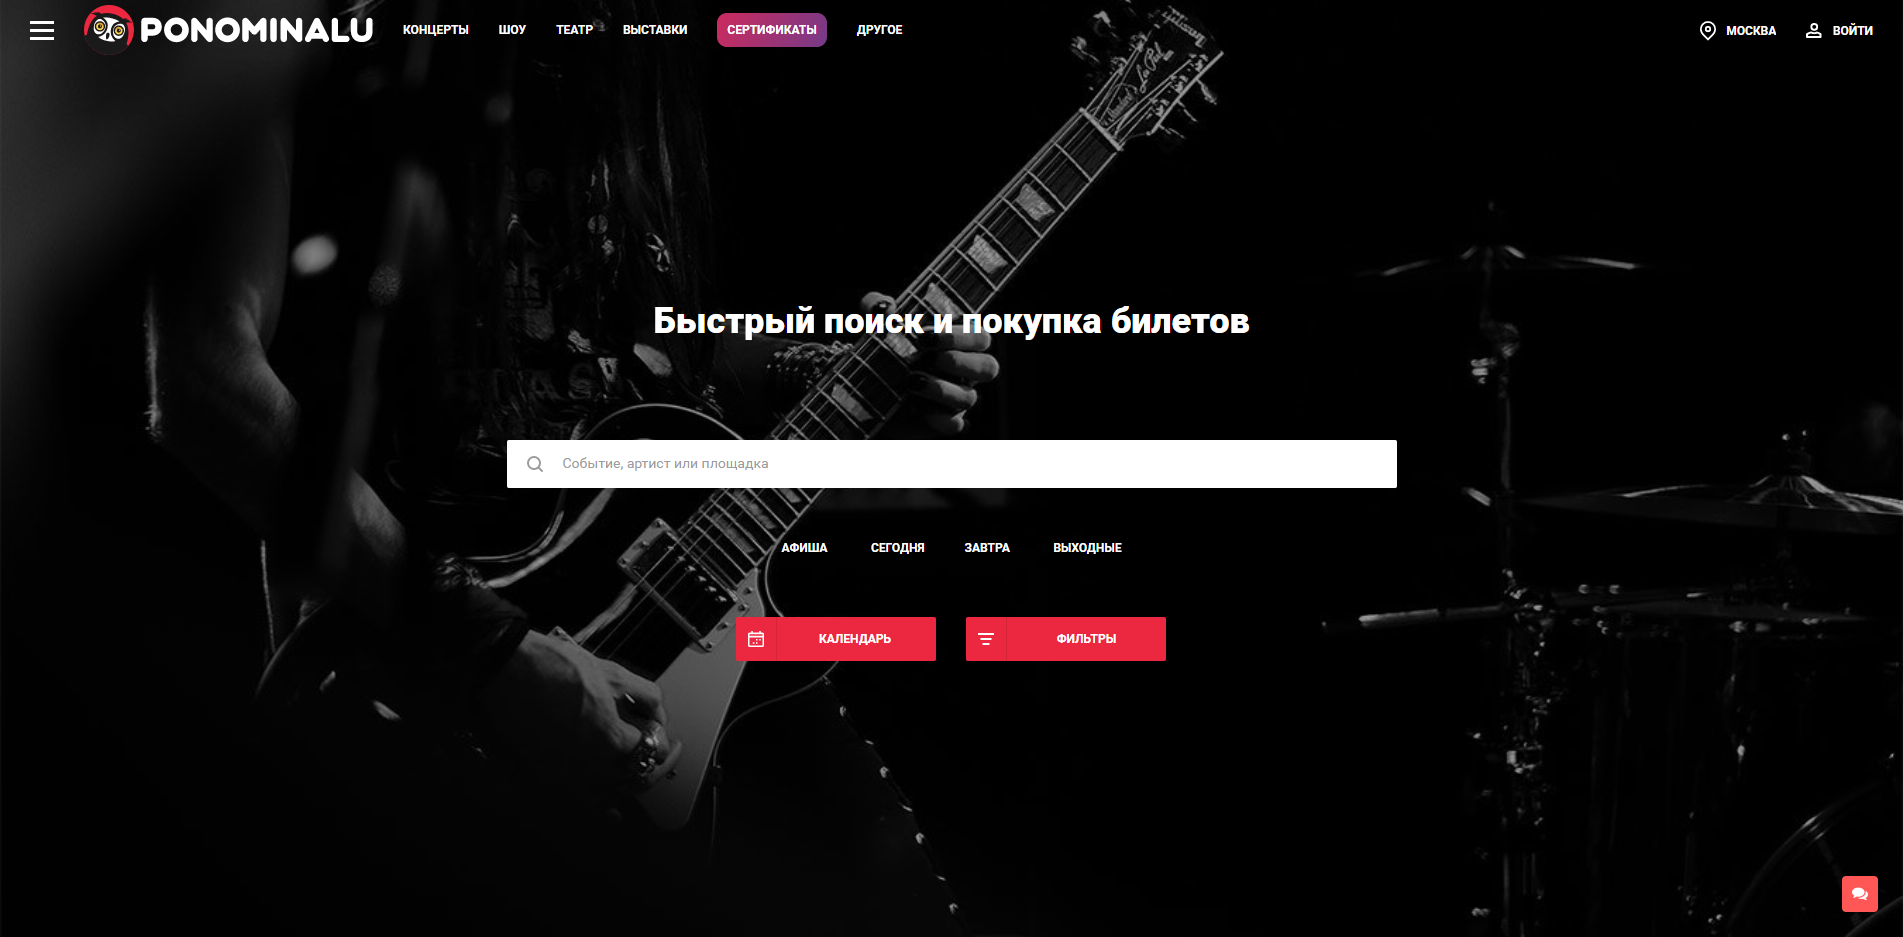 PONOMINALU
КОНЦЕРТЫ ШОУ ТЕАТР ВЫСТАВКИ СЕРТИФИКАТЫ ДРУГОЕ
МОСКВА ВОЙТИ
Быстрый поиск и покупка билетов
Событие, артист или площадка
АФИША СЕГОДНЯ ЗАВТРА ВЫХОДНЫЕ
КАЛЕНДАРЬ ФИЛЬТРЫ